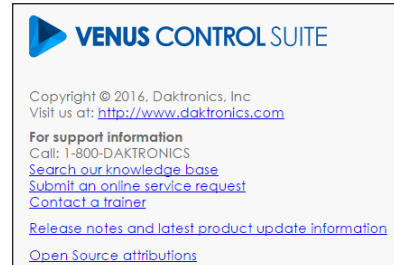 VENUS CONTROL SUITE
Copyright © 2016, Daktronics, Inc
Visit us at: http://www.daktronics.com
For support information
Call: 1-800-DAKTRONICS
Search our knowledge base
Submit an online service request
Contact a trainer
Release notes and latest product update information
Open Source attributions